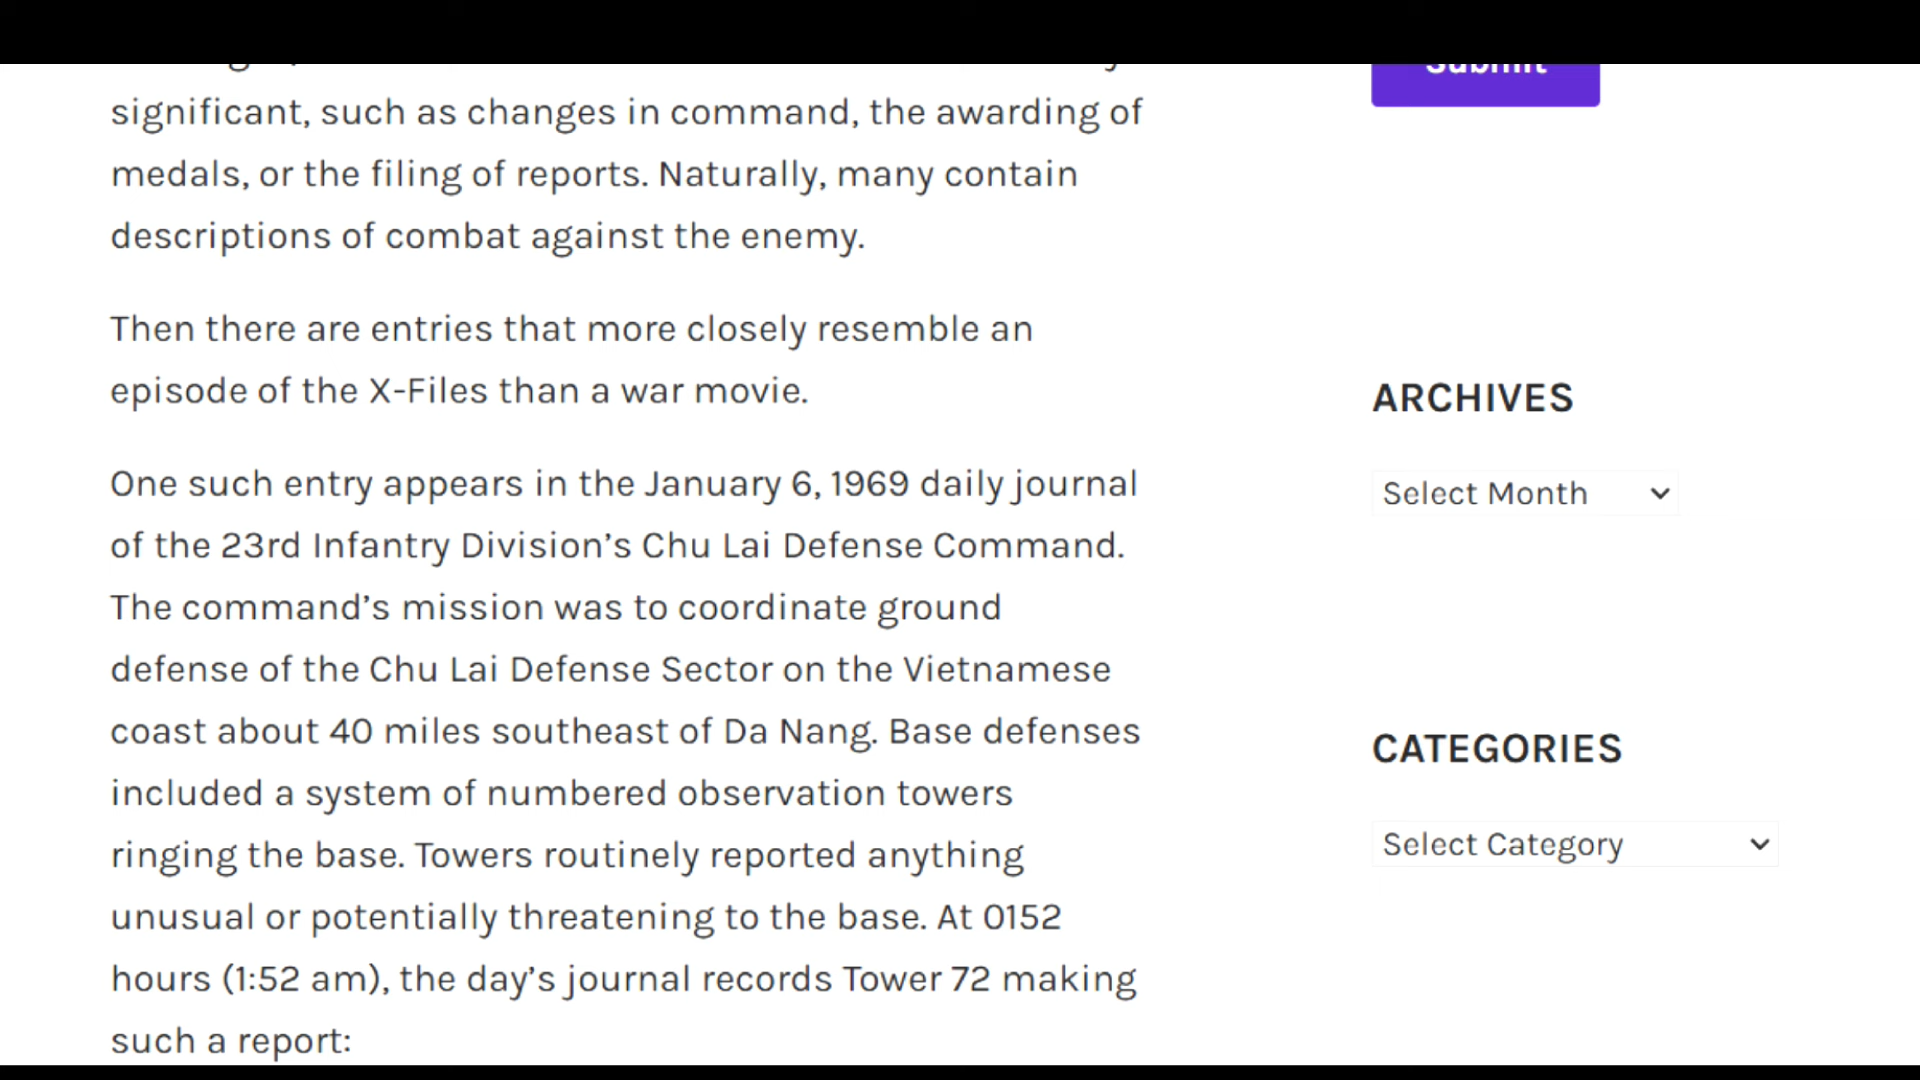 significant, such as changes in command, the awarding of
medals, or the filing of reports. Naturally, many contain
descriptions of combat against the enemy.
Then there are entries that more closely resemble an
episode of the X-Files than a war movie.
One such entry appears in the January 6, 1969 daily journal
of the 23rd Infantry Division’s Chu Lai Defense Command.
The command’s mission was to coordinate ground
defense of the Chu Lai Defense Sector on the Vietnamese
coast about 40 miles southeast of Da Nang. Base defenses
included a system of numbered observation towers
ringing the base. Towers routinely reported anything
unusual or potentially threatening to the base. At 0152
hours (1:52 am), the day’s journal records Tower 72 making
such a report:
Submit
ARCHIVES
Select Month
CATEGORIES
Select Category